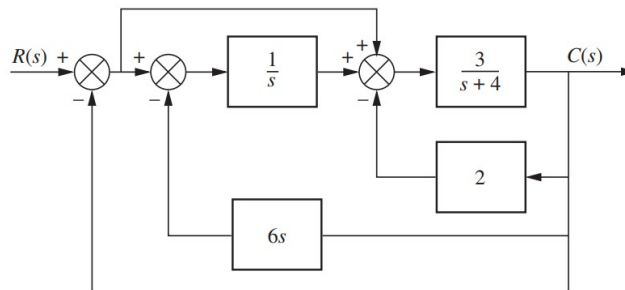 R(s) + + 1/s + + 3/(s + 4) C(s)
− − −
2
6s
−